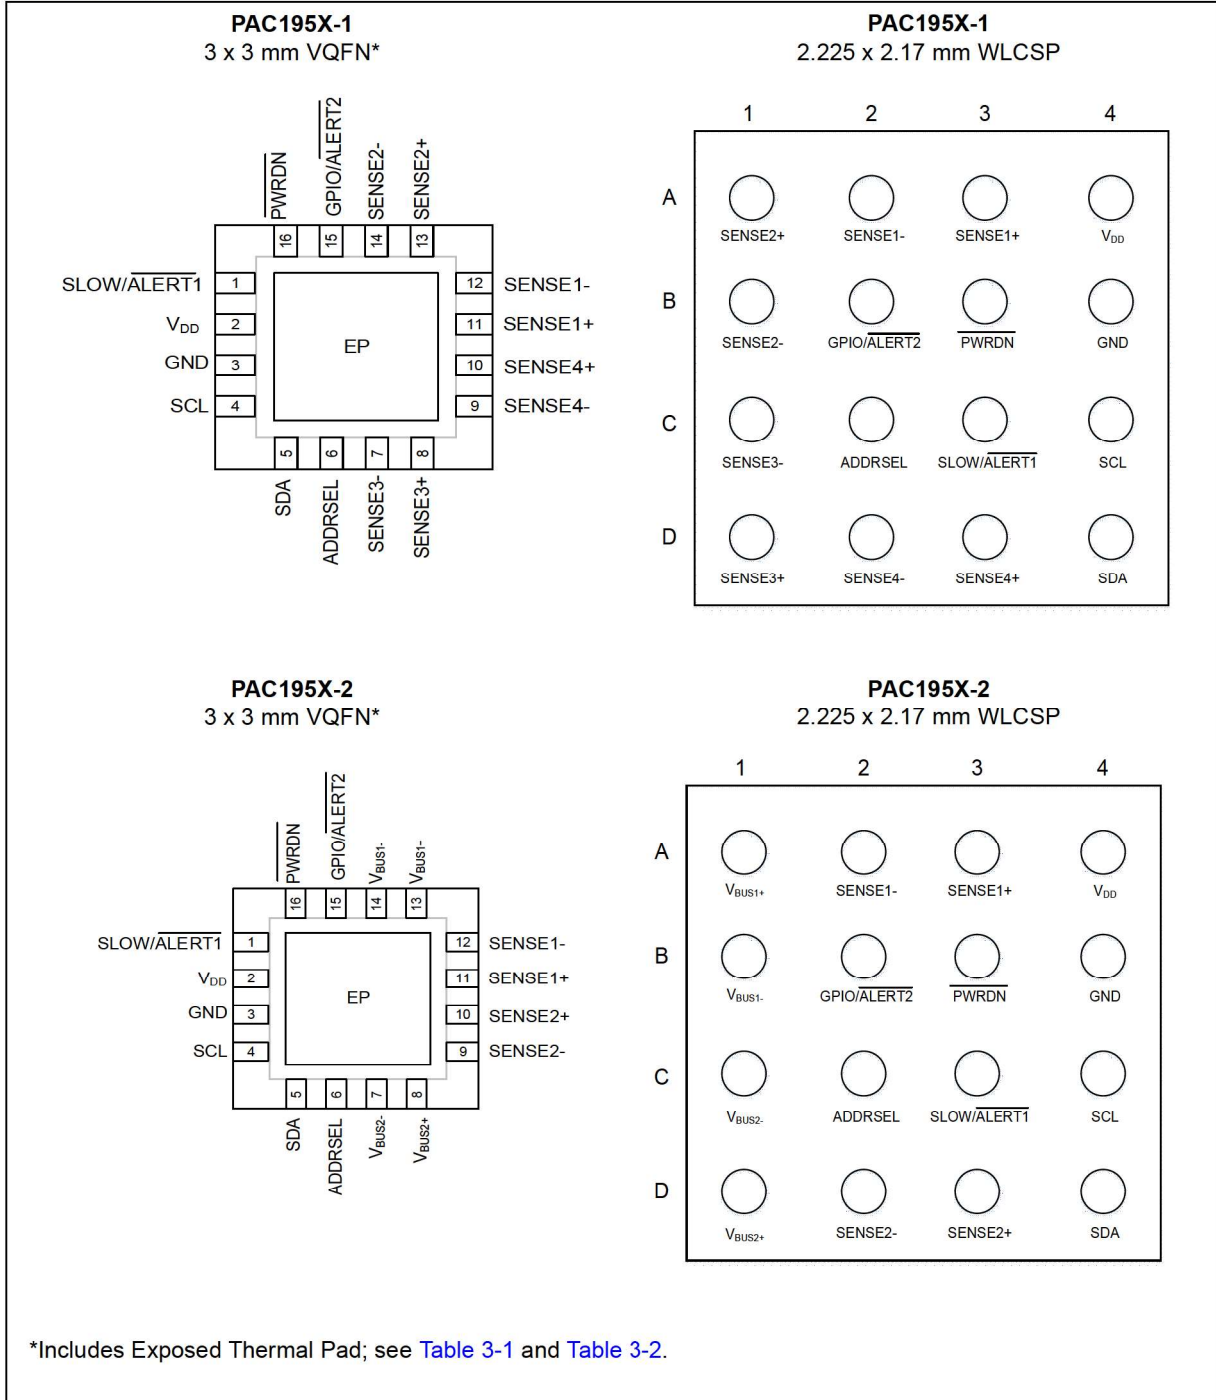 PAC195X-1
3 x 3 mm VQFN*
PWRDN
GPIO/ALERT2
SENSE2-
SENSE2+
16
15
14
13
SLOW/ALERT1
1
VDD
2
GND
3
SCL
4
EP
12
SENSE1-
11
SENSE1+
10
SENSE4+
9
SENSE4-
5
6
7
8
SDA
ADDRSEL
SENSE3-
SENSE3+
PAC195X-1
2.225 x 2.17 mm WLCSP
1 2 3 4
A
SENSE2+ SENSE1- SENSE1+ VDD
B
SENSE2- GPIO/ALERT2 PWRDN GND
C
SENSE3- ADDRSEL SLOW/ALERT1 SCL
D
SENSE3+ SENSE4- SENSE4+ SDA
PAC195X-2
3 x 3 mm VQFN*
PWRDN
GPIO/ALERT2
VBUS1-
VBUS1-
16
15
14
13
SLOW/ALERT1
1
VDD
2
GND
3
SCL
4
EP
12
SENSE1-
11
SENSE1+
10
SENSE2+
9
SENSE2-
5
6
7
8
SDA
ADDRSEL
VBUS2-
VBUS2+
PAC195X-2
2.225 x 2.17 mm WLCSP
1 2 3 4
A
VBUS1+ SENSE1- SENSE1+ VDD
B
VBUS1- GPIO/ALERT2 PWRDN GND
C
VBUS2- ADDRSEL SLOW/ALERT1 SCL
D
VBUS2+ SENSE2- SENSE2+ SDA
*Includes Exposed Thermal Pad; see Table 3-1 and Table 3-2.